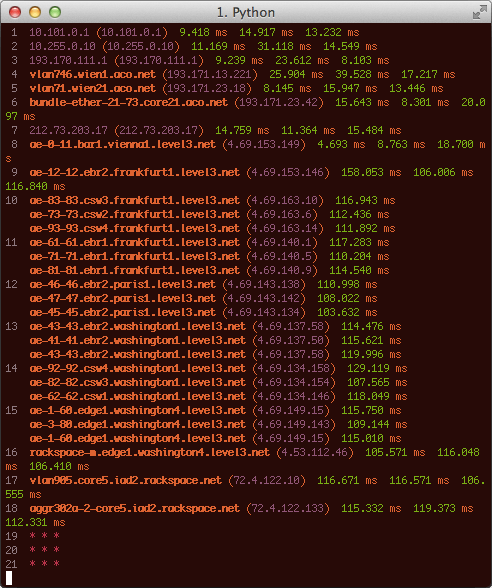 1. Python
1 10.101.0.1 (10.101.0.1) 9.418 ms 14.917 ms 13.232 ms
2 10.255.0.10 (10.255.0.10) 11.169 ms 31.118 ms 14.549 ms
3 193.170.111.1 (193.170.111.1) 9.239 ms 23.612 ms 8.103 ms
4 vlan746.wien1.aco.net (193.171.13.221) 25.904 ms 39.528 ms 17.217 ms
5 vlan71.wien21.aco.net (193.171.23.18) 8.145 ms 15.947 ms 13.446 ms
6 bundle-ether-21-73.core21.aco.net (193.171.23.42) 15.643 ms 8.301 ms 20.0
97 ms
7 212.73.203.17 (212.73.203.17) 14.759 ms 11.364 ms 15.484 ms
8 ae-0-11.bar1.vienna1.level3.net (4.69.153.149) 4.693 ms 8.763 ms 18.700 m
s
9 ae-12-12.ebr2.frankfurt1.level3.net (4.69.153.146) 158.053 ms 106.006 ms
116.840 ms
10 ae-83-83.csw3.frankfurt1.level3.net (4.69.163.10) 116.943 ms
ae-73-73.csw2.frankfurt1.level3.net (4.69.163.6) 112.436 ms
ae-93-93.csw4.frankfurt1.level3.net (4.69.163.14) 111.892 ms
11 ae-61-61.ebr1.frankfurt1.level3.net (4.69.140.1) 117.283 ms
ae-71-71.ebr1.frankfurt1.level3.net (4.69.140.5) 110.204 ms
ae-81-81.ebr1.frankfurt1.level3.net (4.69.140.9) 114.540 ms
12 ae-46-46.ebr2.paris1.level3.net (4.69.143.138) 110.998 ms
ae-47-47.ebr2.paris1.level3.net (4.69.143.142) 108.022 ms
ae-45-45.ebr2.paris1.level3.net (4.69.143.134) 103.632 ms
13 ae-43-43.ebr2.washington1.level3.net (4.69.137.58) 114.476 ms
ae-41-41.ebr2.washington1.level3.net (4.69.137.50) 115.621 ms
ae-43-43.ebr2.washington1.level3.net (4.69.137.58) 119.996 ms
14 ae-92-92.csw4.washington1.level3.net (4.69.134.158) 129.119 ms
ae-82-82.csw3.washington1.level3.net (4.69.134.154) 107.565 ms
ae-62-62.csw1.washington1.level3.net (4.69.134.146) 118.049 ms
15 ae-1-60.edge1.washington4.level3.net (4.69.149.15) 115.750 ms
ae-3-80.edge1.washington4.level3.net (4.69.149.143) 109.144 ms
ae-1-60.edge1.washington4.level3.net (4.69.149.15) 115.010 ms
16 rackspace-m.edge1.washington4.level3.net (4.53.112.46) 105.571 ms 116.048
ms 106.410 ms
17 vlan905.core5.iad2.rackspace.net (72.4.122.10) 116.671 ms 116.571 ms 106.
555 ms
18 aggr302a-2-core5.iad2.rackspace.net (72.4.122.133) 115.332 ms 119.373 ms
112.331 ms
19 * * *
20 * * *
21 * * *